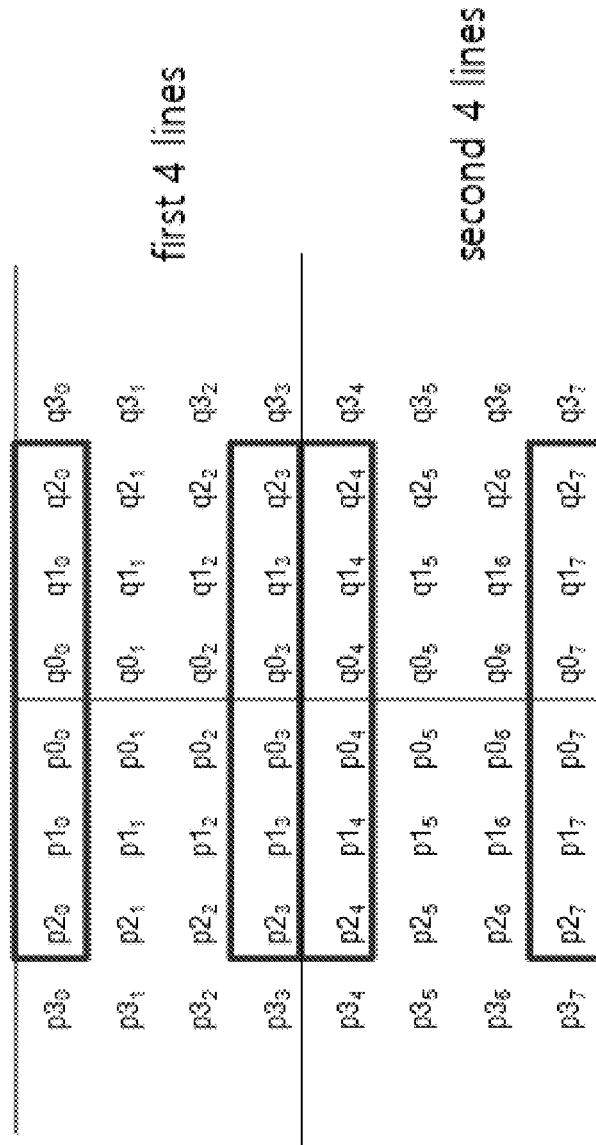 p3₀ p2₀ p1₀ p0₀ q0₀ q1₀ q2₀ q3₀
p3₁ p2₁ p1₁ p0₁ q0₁ q1₁ q2₁ q3₁
first 4 lines
p3₂ p2₂ p1₂ p0₂ q0₂ q1₂ q2₂ q3₂
p3₃ p2₃ p1₃ p0₃ q0₃ q1₃ q2₃ q3₃
p3₄ p2₄ p1₄ p0₄ q0₄ q1₄ q2₄ q3₄
p3₅ p2₅ p1₅ p0₅ q0₅ q1₅ q2₅ q3₅
second 4 lines
p3₆ p2₆ p1₆ p0₆ q0₆ q1₆ q2₆ q3₆
p3₇ p2₇ p1₇ p0₇ q0₇ q1₇ q2₇ q3₇